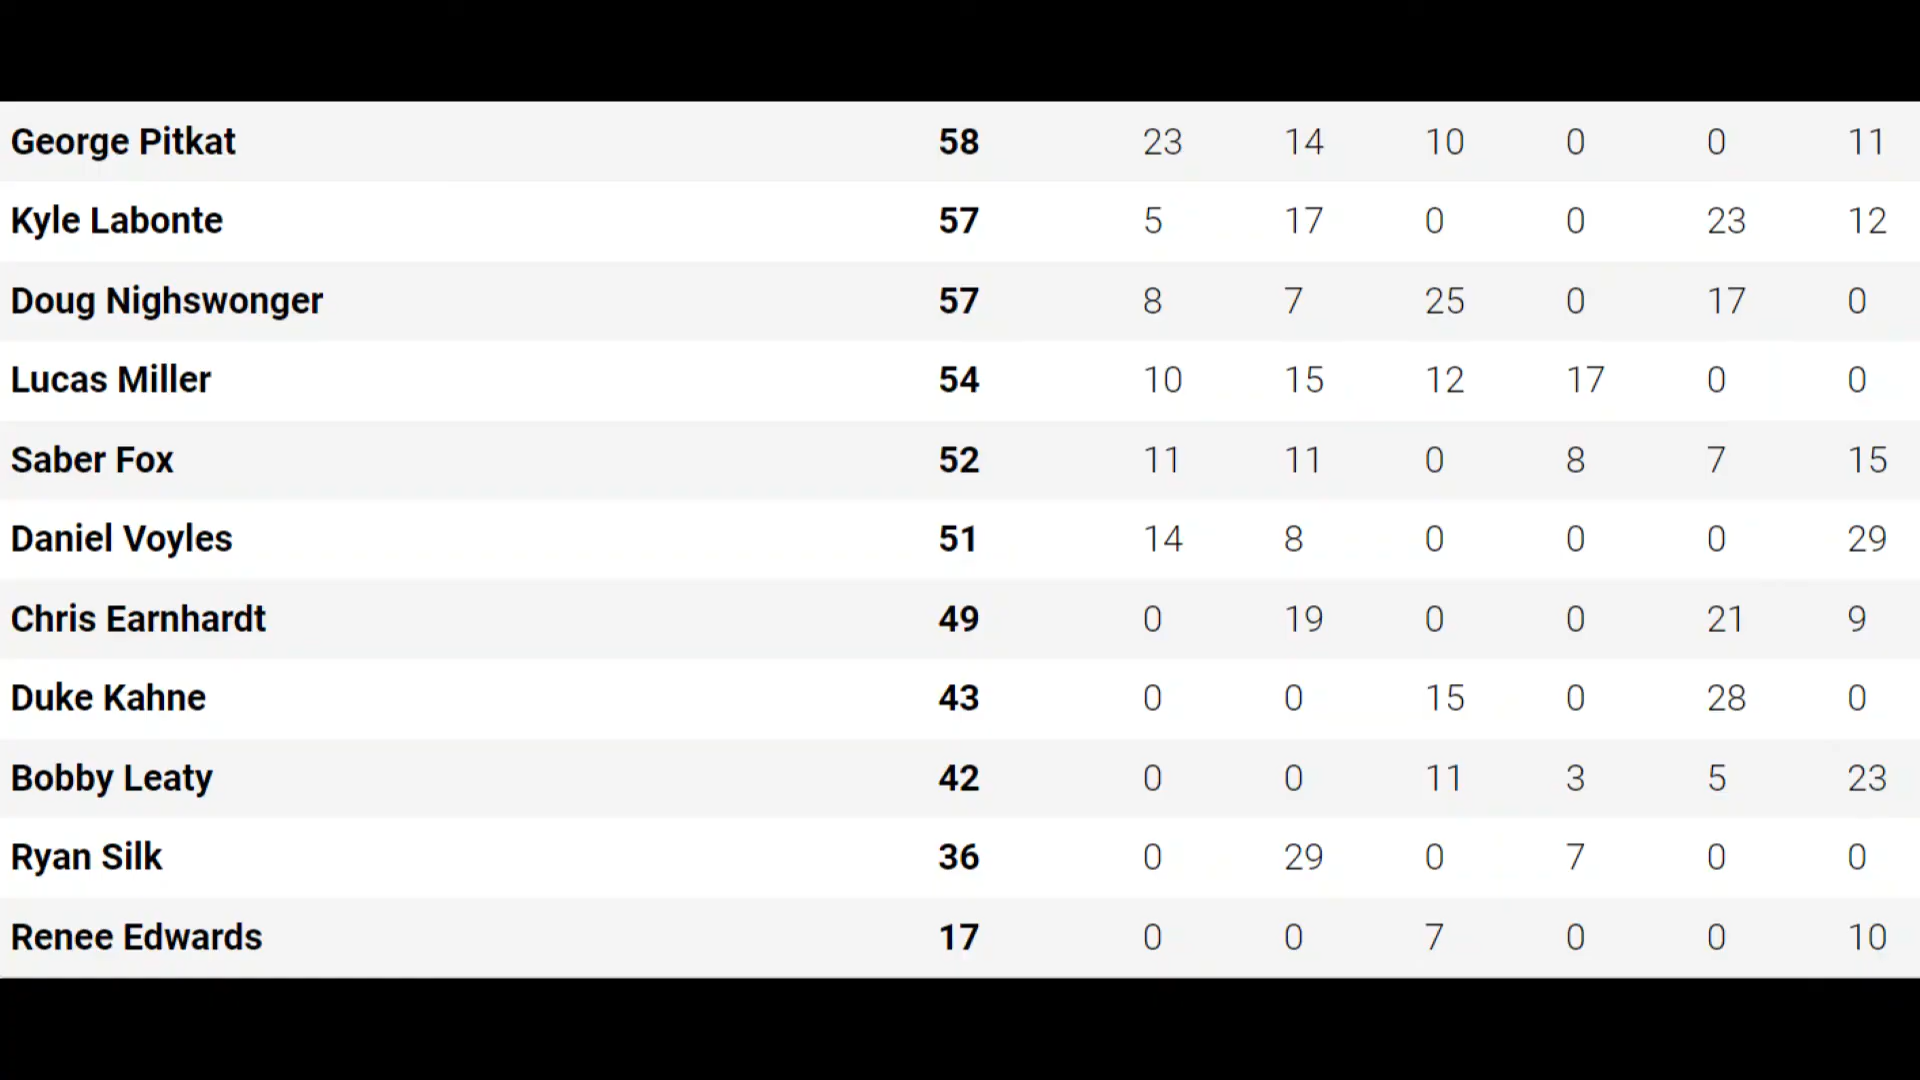 George Pitkat 58 23 14 10 0 0 11
Kyle Labonte 57 5 17 0 0 23 12
Doug Nighswonger 57 8 7 25 0 17 0
Lucas Miller 54 10 15 12 17 0 0
Saber Fox 52 11 11 0 8 7 15
Daniel Voyles 51 14 8 0 0 0 29
Chris Earnhardt 49 0 19 0 0 21 9
Duke Kahne 43 0 0 15 0 28 0
Bobby Leaty 42 0 0 11 3 5 23
Ryan Silk 36 0 29 0 7 0 0
Renee Edwards 17 0 0 7 0 0 10